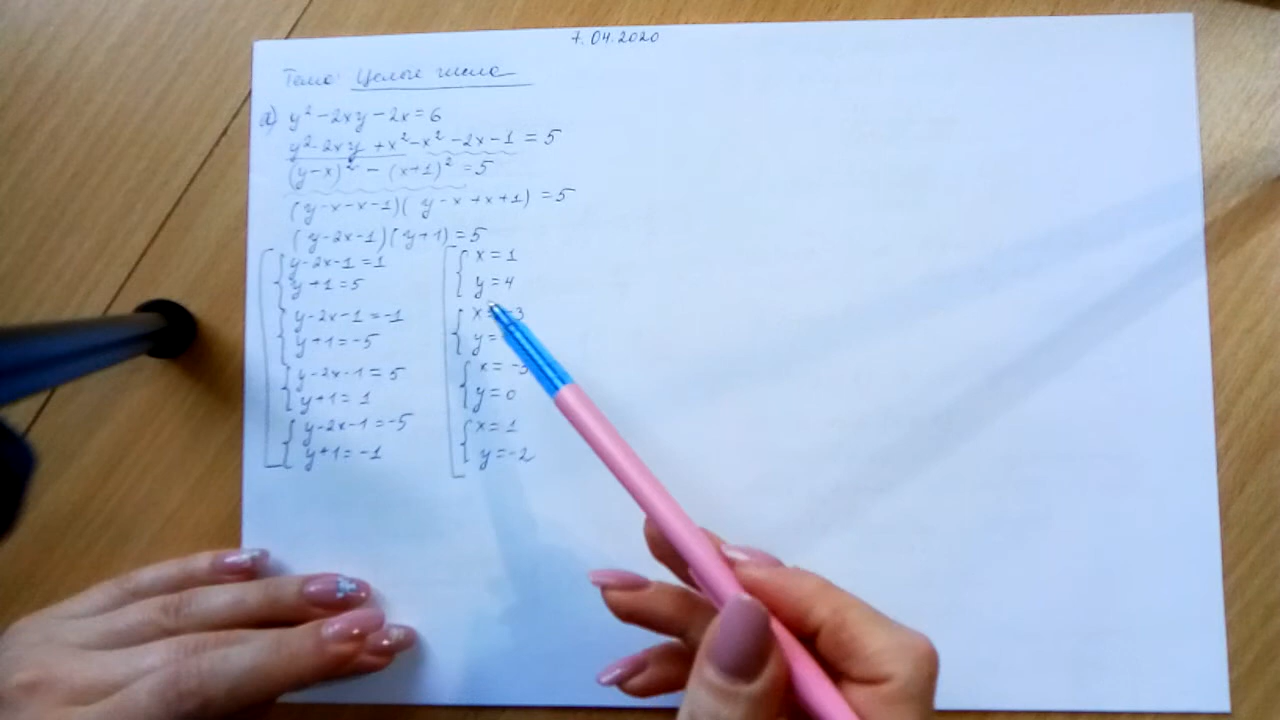 7.04.2020
Тема: Целые числа
а) y² - 2xy - 2x = 6
y² - 2xy + x² - x² - 2x - 1 = 5
(y-x)² - (x+1)² = 5
(y-x-x-1)(y-x+x+1) = 5
(y-2x-1)(y+1) = 5
y-2x-1=1
y+1=5
y-2x-1=-1
y+1=-5
y-2x-1=5
y+1=1
y-2x-1=-5
y+1=-1
x=1
y=4
x=-3
y=
x=-3
y=0
x=1
y=-2